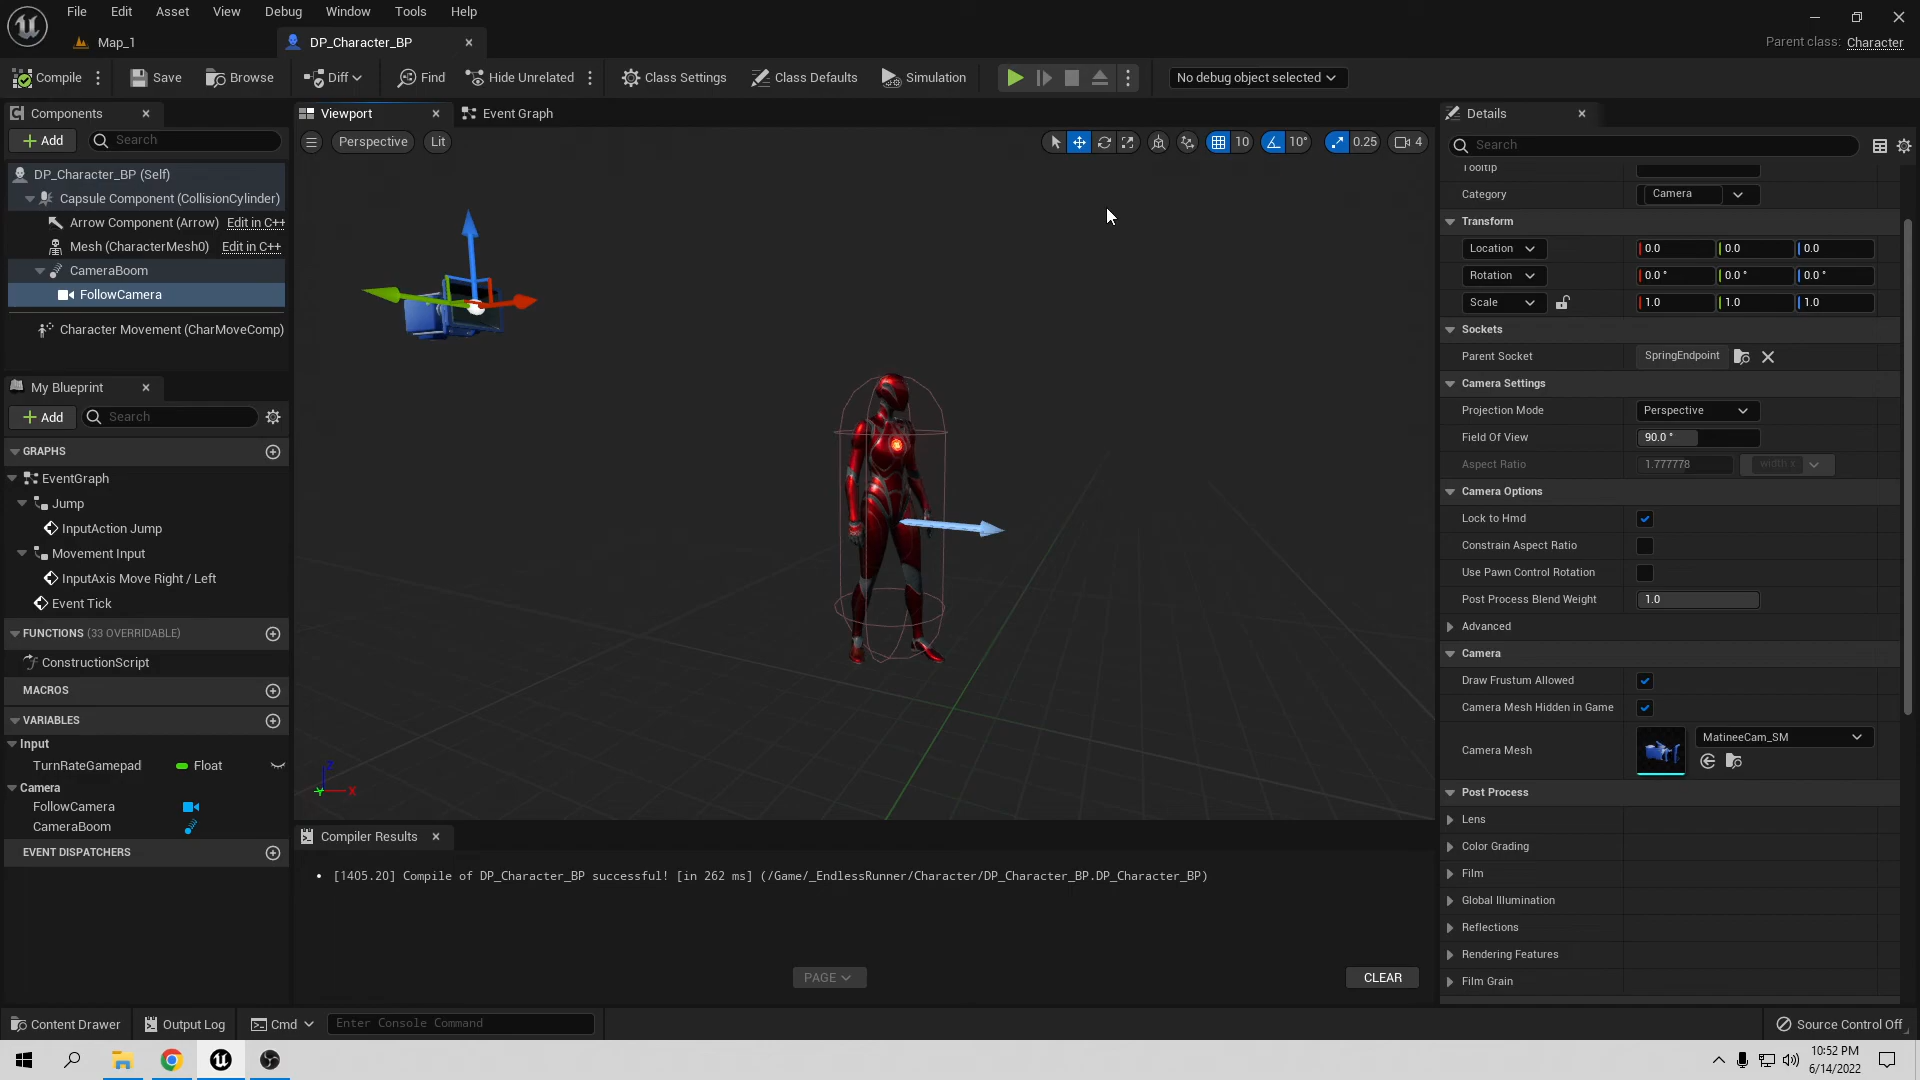 File Edit Asset View Debug Window Tools Help
Map_1
DP_Character_BP
Parent class: Character
Compile
Save
Browse
Diff
Find
Hide Unrelated
Class Settings
Class Defaults
Simulation
No debug object selected
Components
Add
Search
DP_Character_BP (Self)
Capsule Component (CollisionCylinder)
Arrow Component (Arrow) Edit in C++
Mesh (CharacterMesh0) Edit in C++
CameraBoom
FollowCamera
Character Movement (CharMoveComp)
My Blueprint
Add
Search
GRAPHS
EventGraph
Jump
InputAction Jump
Movement Input
InputAxis Move Right / Left
Event Tick
FUNCTIONS (33 OVERRIDABLE)
ConstructionScript
MACROS
VARIABLES
Input
TurnRateGamepad Float
Camera
FollowCamera
CameraBoom
EVENT DISPATCHERS
Viewport
Event Graph
Perspective
Lit
10
10°
0.25
4
Z
X
Compiler Results
[1405.20] Compile of DP_Character_BP successful! [in 262 ms] (/Game/_EndlessRunner/Character/DP_Character_BP.DP_Character_BP)
PAGE
CLEAR
Details
Search
Tooltip
Category Camera
Transform
Location 0.0 0.0 0.0
Rotation 0.0 ° 0.0 ° 0.0 °
Scale 1.0 1.0 1.0
Sockets
Parent Socket SpringEndpoint
Camera Settings
Projection Mode Perspective
Field Of View 90.0 °
Aspect Ratio 1.777778 width x
Camera Options
Lock to Hmd
Constrain Aspect Ratio
Use Pawn Control Rotation
Post Process Blend Weight 1.0
Advanced
Camera
Draw Frustum Allowed
Camera Mesh Hidden in Game
Camera Mesh MatineeCam_SM
Post Process
Lens
Color Grading
Film
Global Illumination
Reflections
Rendering Features
Film Grain
Content Drawer
Output Log
Cmd
Enter Console Command
Source Control Off
10:52 PM
6/14/2022